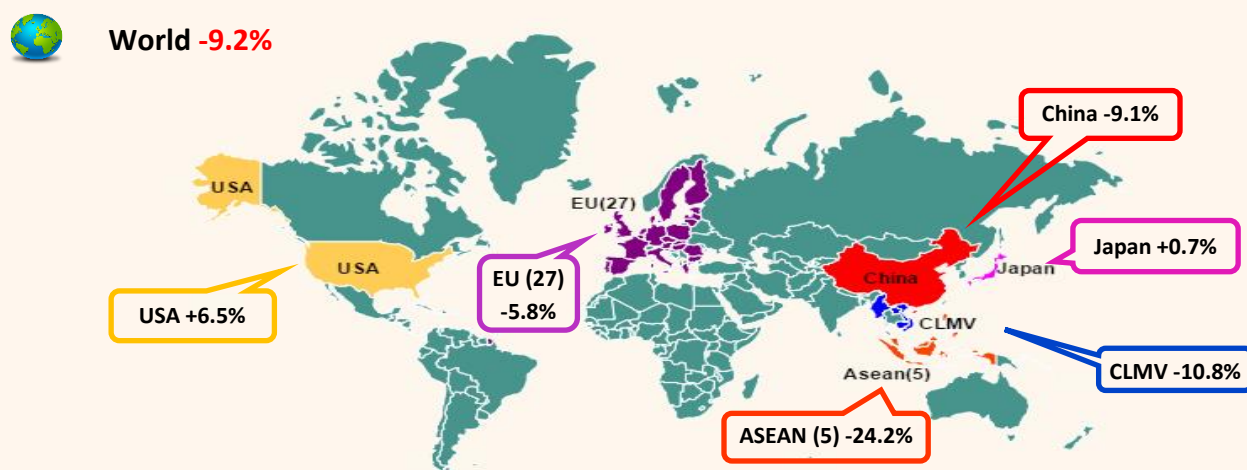 World -9.2%
China -9.1%
USA
EU(27)
Japan +0.7%
USA
EU (27)
-5.8%
China
Japan
USA +6.5%
CLMV
CLMV -10.8%
Asean(5)
ASEAN (5) -24.2%